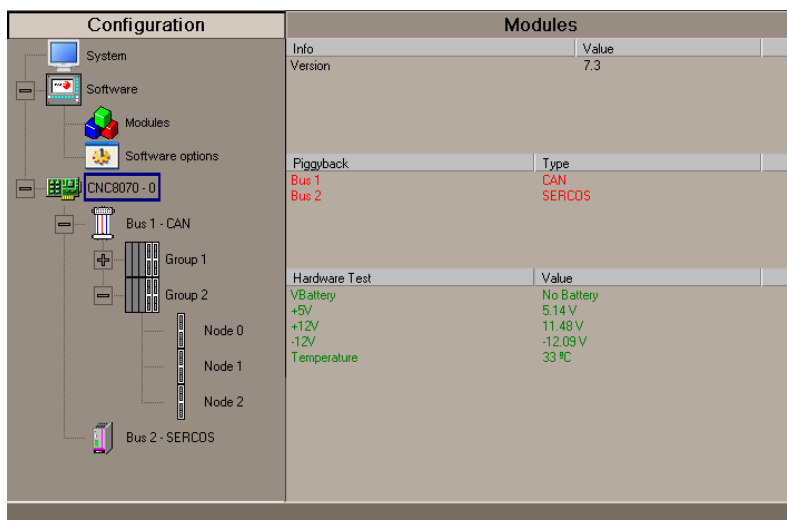 Configuration
System
Software
Modules
Software options
CNC8070 - 0
Bus 1 - CAN
Group 1
Group 2
Node 0
Node 1
Node 2
Bus 2 - SERCOS
Modules
Info Value
Version 7.3
Piggyback Type
Bus 1 CAN
Bus 2 SERCOS
Hardware Test Value
VBattery No Battery
+5V 5.14 V
+12V 11.48 V
-12V -12.09 V
Temperature 33 ºC